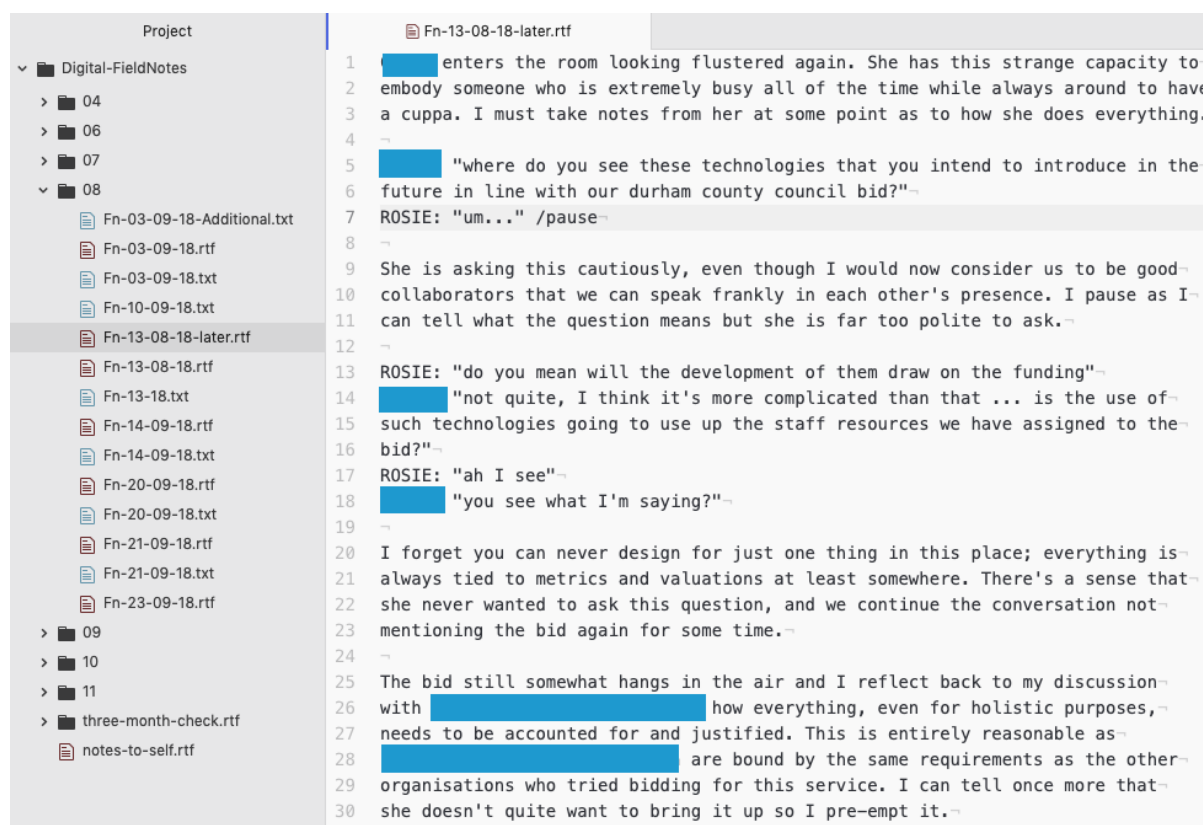 Project
Digital-FieldNotes
04
06
07
08
Fn-03-09-18-Additional.txt
Fn-03-09-18.rtf
Fn-03-09-18.txt
Fn-10-09-18.txt
Fn-13-08-18-later.rtf
Fn-13-08-18.rtf
Fn-13-18.txt
Fn-14-09-18.rtf
Fn-14-09-18.txt
Fn-20-09-18.rtf
Fn-20-09-18.txt
Fn-21-09-18.rtf
Fn-21-09-18.txt
Fn-23-09-18.rtf
09
10
11
three-month-check.rtf
notes-to-self.rtf
Fn-13-08-18-later.rtf
1 enters the room looking flustered again. She has this strange capacity to¬
2 embody someone who is extremely busy all of the time while always around to have
3 a cuppa. I must take notes from her at some point as to how she does everything.
4 ¬
5 "where do you see these technologies that you intend to introduce in the¬
6 future in line with our durham county council bid?"¬
7 ROSIE: "um..." /pause¬
8 ¬
9 She is asking this cautiously, even though I would now consider us to be good¬
10 collaborators that we can speak frankly in each other's presence. I pause as I¬
11 can tell what the question means but she is far too polite to ask.¬
12 ¬
13 ROSIE: "do you mean will the development of them draw on the funding"¬
14 "not quite, I think it's more complicated than that ... is the use of¬
15 such technologies going to use up the staff resources we have assigned to the¬
16 bid?"¬
17 ROSIE: "ah I see"¬
18 "you see what I'm saying?"¬
19 ¬
20 I forget you can never design for just one thing in this place; everything is¬
21 always tied to metrics and valuations at least somewhere. There's a sense that¬
22 she never wanted to ask this question, and we continue the conversation not¬
23 mentioning the bid again for some time.¬
24 ¬
25 The bid still somewhat hangs in the air and I reflect back to my discussion¬
26 with how everything, even for holistic purposes,¬
27 needs to be accounted for and justified. This is entirely reasonable as¬
28 are bound by the same requirements as the other¬
29 organisations who tried bidding for this service. I can tell once more that¬
30 she doesn't quite want to bring it up so I pre-empt it.¬